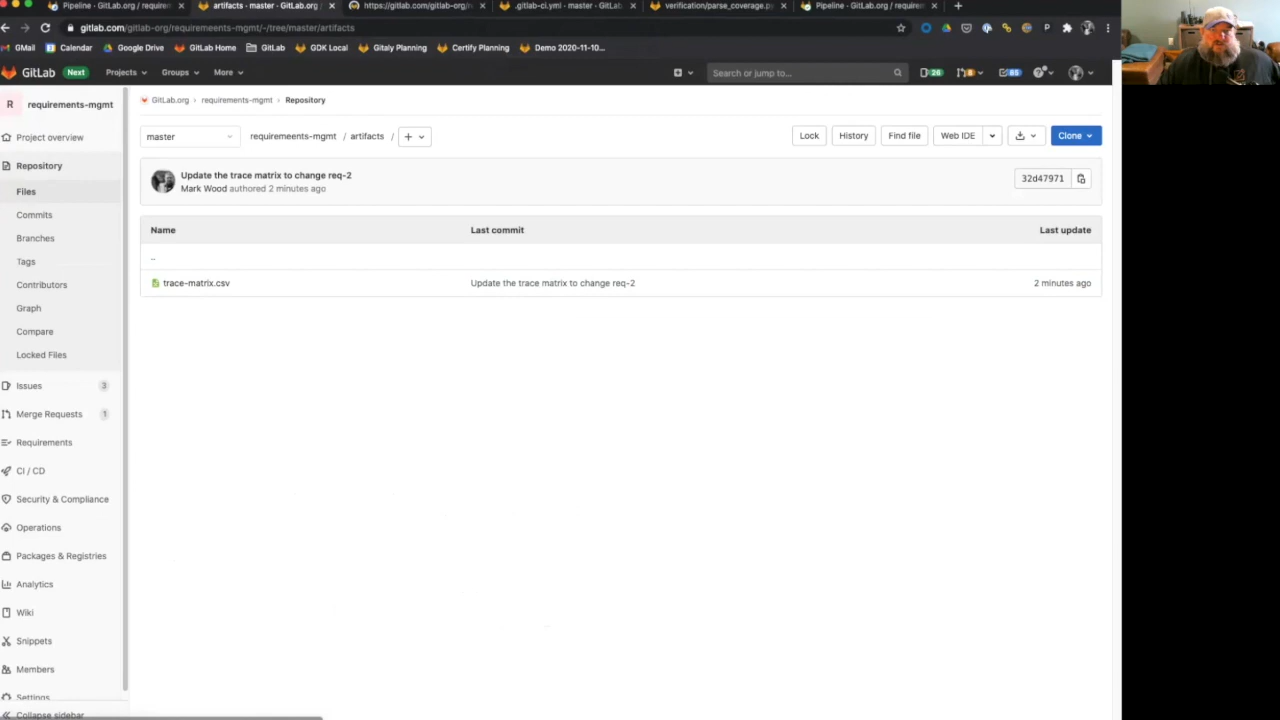 Pipeline · GitLab.org / requirem
artifacts · master · GitLab.org
https://gitlab.com/gitlab-org/r
.gitlab-ci.yml · master · GitLab
verification/parse_coverage.py
Pipeline · GitLab.org / requirem
gitlab.com/gitlab-org/requiremeents-mgmt/-/tree/master/artifacts
GMail Calendar Google Drive GitLab Home GitLab GDK Local Gitaly Planning Certify Planning Demo 2020-11-10...
GitLab Next Projects Groups More Search or jump to... 26 8 85
R requirements-mgmt
GitLab.org › requirements-mgmt › Repository
Project overview
Repository
Files
Commits
Branches
Tags
Contributors
Graph
Compare
Locked Files
Issues 3
Merge Requests 1
Requirements
CI / CD
Security & Compliance
Operations
Packages & Registries
Analytics
Wiki
Snippets
Members
Settings
Collapse sidebar
master requiremeents-mgmt / artifacts / + Lock History Find file Web IDE Clone
Update the trace matrix to change req-2
Mark Wood authored 2 minutes ago
32d47971
Name Last commit Last update
..
trace-matrix.csv Update the trace matrix to change req-2 2 minutes ago